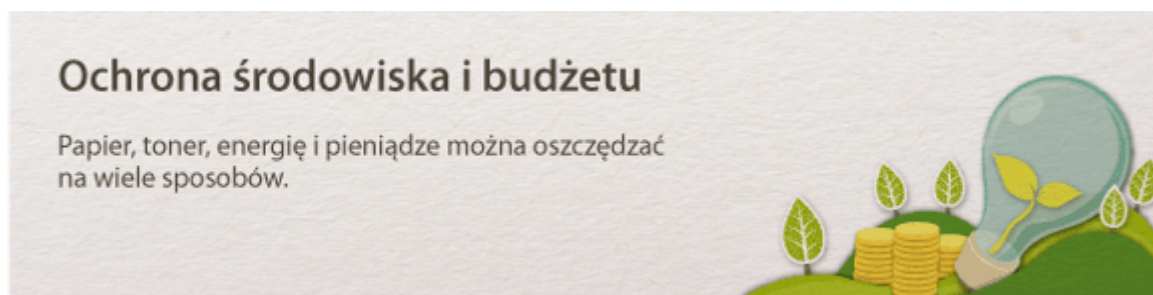 Ochrona środowiska i budżetu
Papier, toner, energię i pieniądze można oszczędzać
na wiele sposobów.